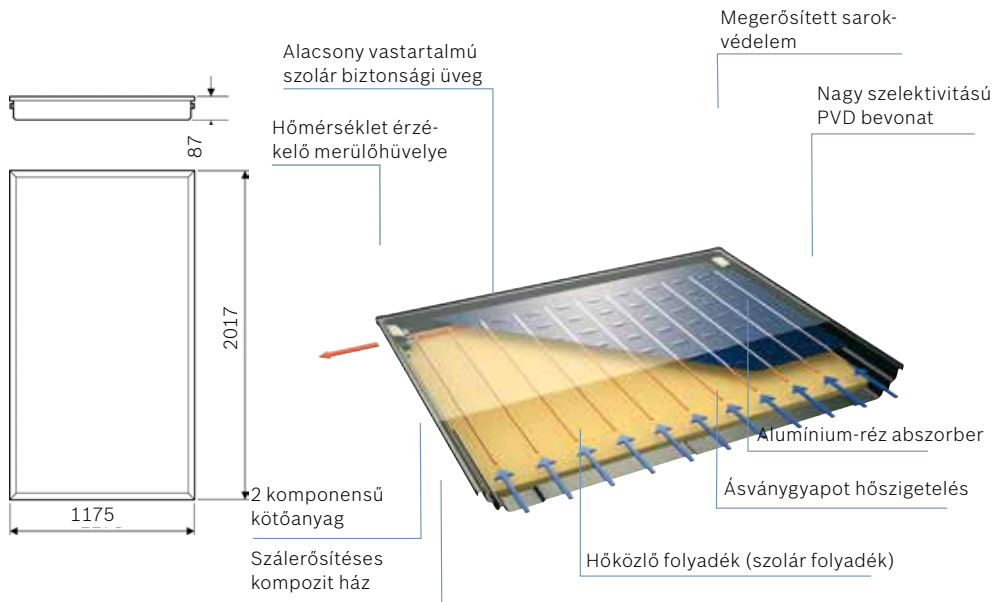 Megerősített sarok-
védelem
Alacsony vastartalmú
szolár biztonsági üveg
Nagy szelektivitású
PVD bevonat
Hőmérséklet érzé-
kelő merülőhüvelye
87
2017
1175
Alumínium-réz abszorber
Ásványgyapot hőszigetelés
2 komponensű
kötőanyag
Szálerősítéses
kompozit ház
Hőközlő folyadék (szolár folyadék)